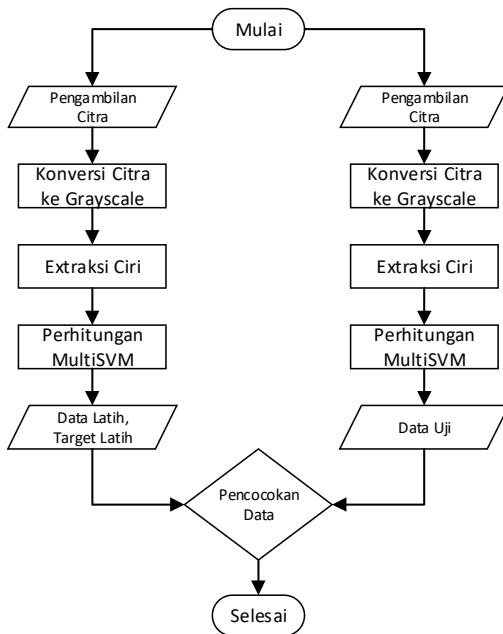 Mulai
Pengambilan
Citra
Konversi Citra
ke Grayscale
Extraksi Ciri
Perhitungan
MultiSVM
Data Latih,
Target Latih
Pengambilan
Citra
Konversi Citra
ke Grayscale
Extraksi Ciri
Perhitungan
MultiSVM
Data Uji
Pencocokan
Data
Selesai